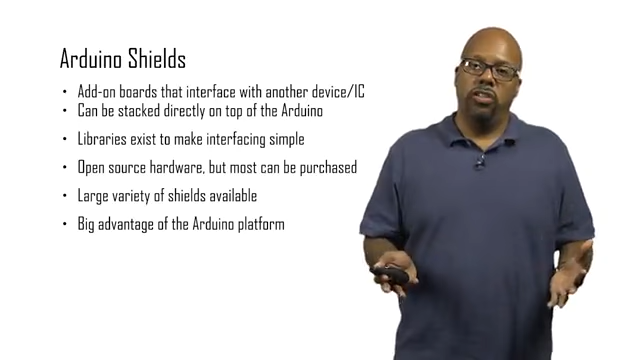 Arduino Shields
• Add-on boards that interface with another device/IC
• Can be stacked directly on top of the Arduino
• Libraries exist to make interfacing simple
• Open source hardware, but most can be purchased
• Large variety of shields available
• Big advantage of the Arduino platform